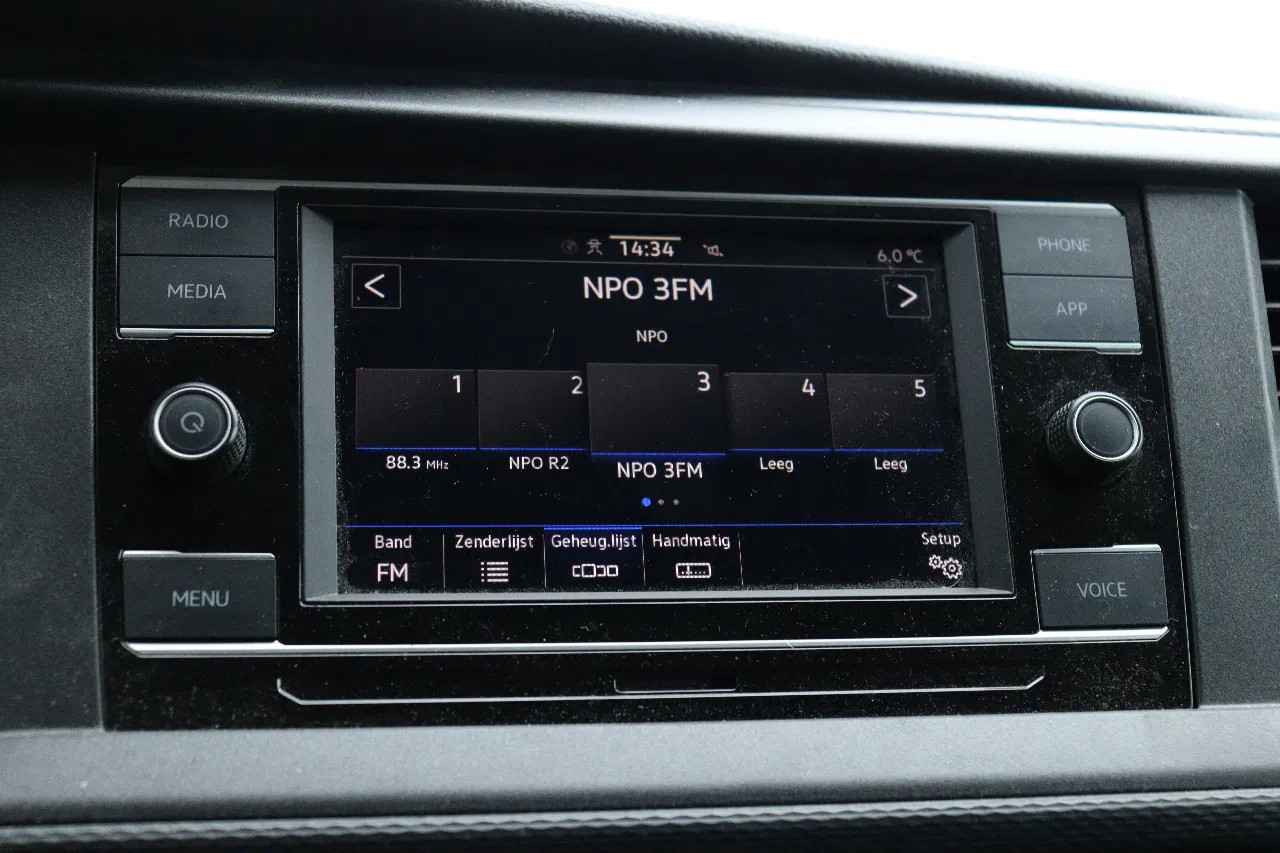 RADIO
MEDIA
MENU
14:34
6.0 °C
<
NPO 3FM
>
NPO
1
2
3
4
5
88.3 MHz
NPO R2
NPO 3FM
Leeg
Leeg
Band
FM
Zenderlijst
Geheug.lijst
Handmatig
Setup
PHONE
APP
VOICE